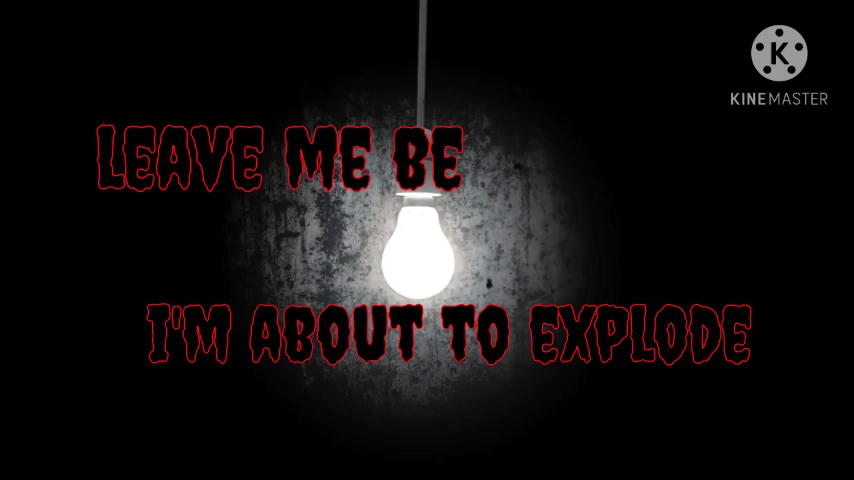 K
KINEMASTER
LEAVE ME BE
I'M ABOUT TO EXPLODE